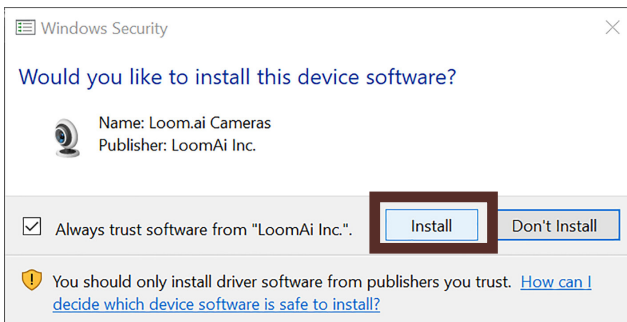 Windows Security
Would you like to install this device software?
Name: Loom.ai Cameras
Publisher: LoomAi Inc.
Always trust software from "LoomAi Inc.".
Install
Don't Install
You should only install driver software from publishers you trust. How can I
decide which device software is safe to install?